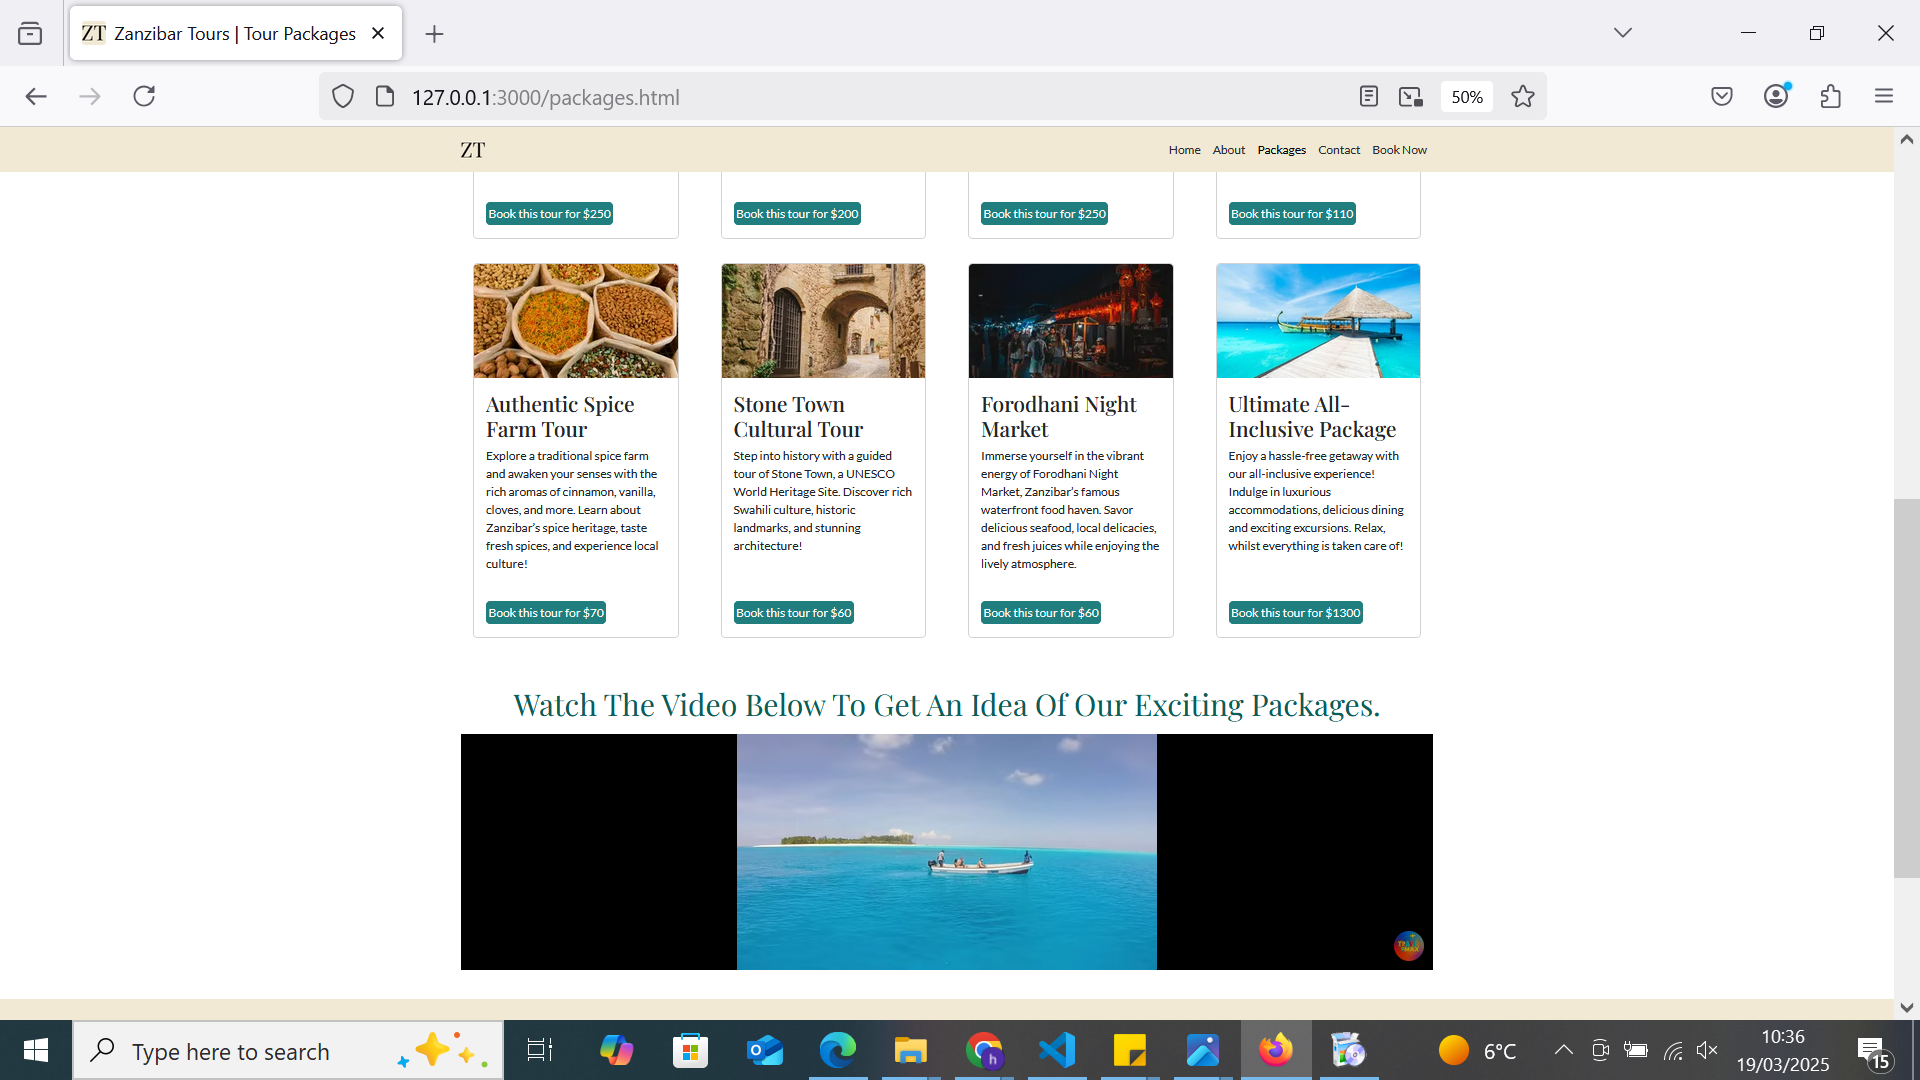 ZT Zanzibar Tours | Tour Packages
127.0.0.1:3000/packages.html
50%
ZT
Home About Packages Contact Book Now
Book this tour for $250
Book this tour for $200
Book this tour for $250
Book this tour for $110
Authentic Spice
Farm Tour
Explore a traditional spice farm
and awaken your senses with the
rich aromas of cinnamon, vanilla,
cloves, and more. Learn about
Zanzibar’s spice heritage, taste
fresh spices, and experience local
culture!
Book this tour for $70
Stone Town
Cultural Tour
Step into history with a guided
tour of Stone Town, a UNESCO
World Heritage Site. Discover rich
Swahili culture, historic
landmarks, and stunning
architecture!
Book this tour for $60
Forodhani Night
Market
Immerse yourself in the vibrant
energy of Forodhani Night
Market, Zanzibar’s famous
waterfront food haven. Savor
delicious seafood, local delicacies,
and fresh juices while enjoying the
lively atmosphere.
Book this tour for $60
Ultimate All-
Inclusive Package
Enjoy a hassle-free getaway with
our all-inclusive experience!
Indulge in luxurious
accommodations, delicious dining
and exciting excursions. Relax,
whilst everything is taken care of!
Book this tour for $1300
Watch The Video Below To Get An Idea Of Our Exciting Packages.
Type here to search
h
6°C
10:36
19/03/2025
15